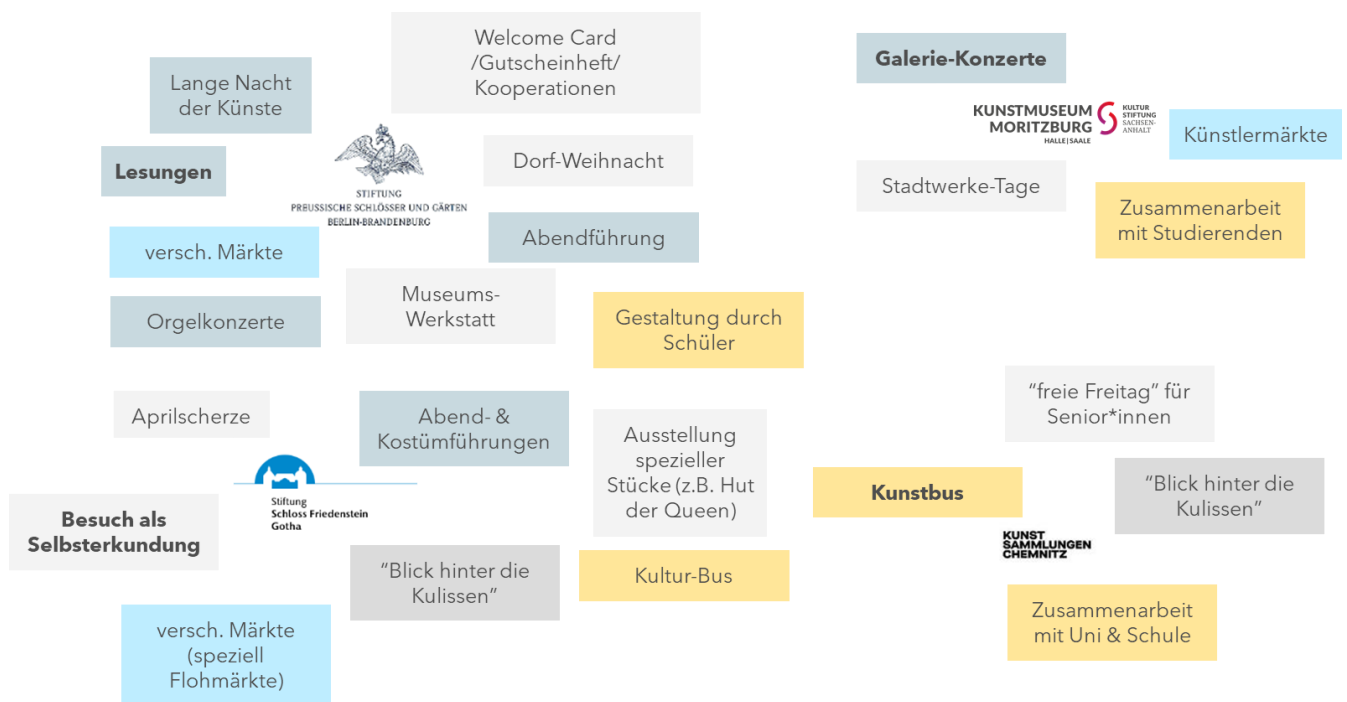 Welcome Card
/Gutscheinheft/
Kooperationen
Lange Nacht
der Künste
Lesungen
STIFTUNG
PREUSSISCHE SCHLÖSSER UND GÄRTEN
BERLIN-BRANDENBURG
Dorf-Weihnacht
versch. Märkte
Abendführung
Orgelkonzerte
Museums-
Werkstatt
Gestaltung durch
Schüler
Galerie-Konzerte
KUNSTMUSEUM
MORITZBURG
HALLE|SAALE
KULTUR
STIFTUNG
SACHSEN-
ANHALT
Künstlermärkte
Stadtwerke-Tage
Zusammenarbeit
mit Studierenden
Aprilscherze
Abend- &
Kostümführungen
Ausstellung
spezieller
Stücke (z.B. Hut
der Queen)
Stiftung
Schloss Friedenstein
Gotha
Besuch als
Selbsterkundung
“Blick hinter die
Kulissen”
Kultur-Bus
versch. Märkte
(speziell
Flohmärkte)
“freie Freitag” für
Senior*innen
Kunstbus
“Blick hinter die
Kulissen”
KUNST
SAMMLUNGEN
CHEMNITZ
Zusammenarbeit
mit Uni & Schule